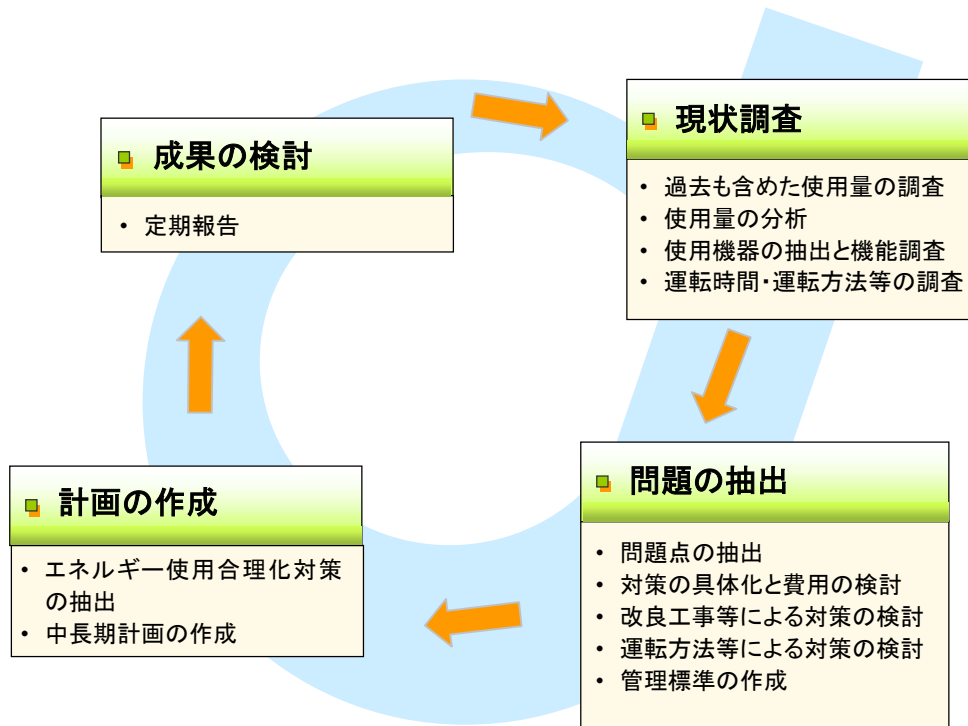 現状調査
・ 過去も含めた使用量の調査
・ 使用量の分析
・ 使用機器の抽出と機能調査
・ 運転時間・運転方法等の調査
問題の抽出
・ 問題点の抽出
・ 対策の具体化と費用の検討
・ 改良工事等による対策の検討
・ 運転方法等による対策の検討
・ 管理標準の作成
計画の作成
・ エネルギー使用合理化対策
の抽出
・ 中長期計画の作成
成果の検討
・ 定期報告